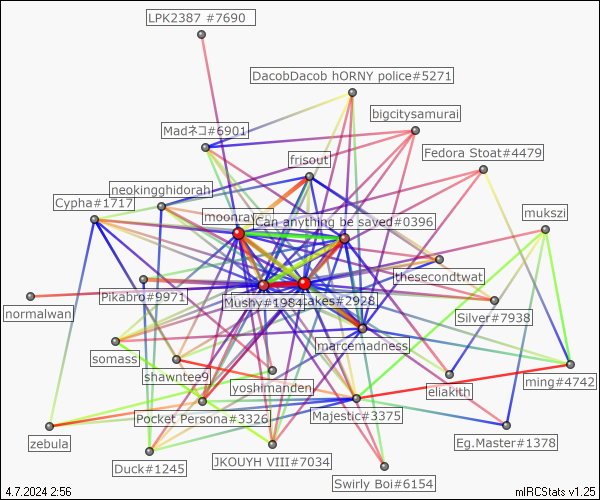 LPK2387 #7690
DacobDacob hORNY police#5271
bigcitysamurai
Madネコ#6901
Fedora Stoat#4479
frisout
neokingghidorah
Cypha#1717
mukszi
moonray
Can anything be saved#0396
thesecondtwat
Pikabro#9971
Mushy#1984
akes#2928
normalwan
Silver#7938
marcemadness
somass
shawntee9
yoshimanden
eliakith
ming#4742
Pocket Persona#3326
Majestic#3375
zebula
Eg.Master#1378
Duck#1245
JKOUYH VIII#7034
Swirly Boi#6154
4.7.2024 2:56
mIRCStats v1.25